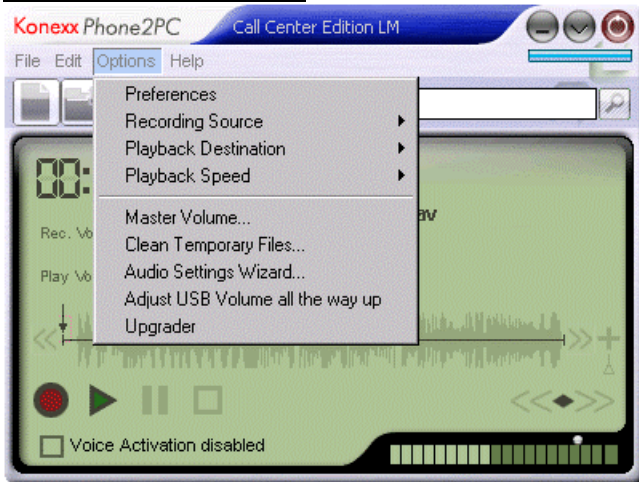 Konexx Phone2PC Call Center Edition LM
File Edit Options Help
Preferences
Recording Source
Playback Destination
Playback Speed
Master Volume...
Clean Temporary Files...
Audio Settings Wizard...
Adjust USB Volume all the way up
Upgrader
00:
av
Rec. Vo
Play Vo
Voice Activation disabled